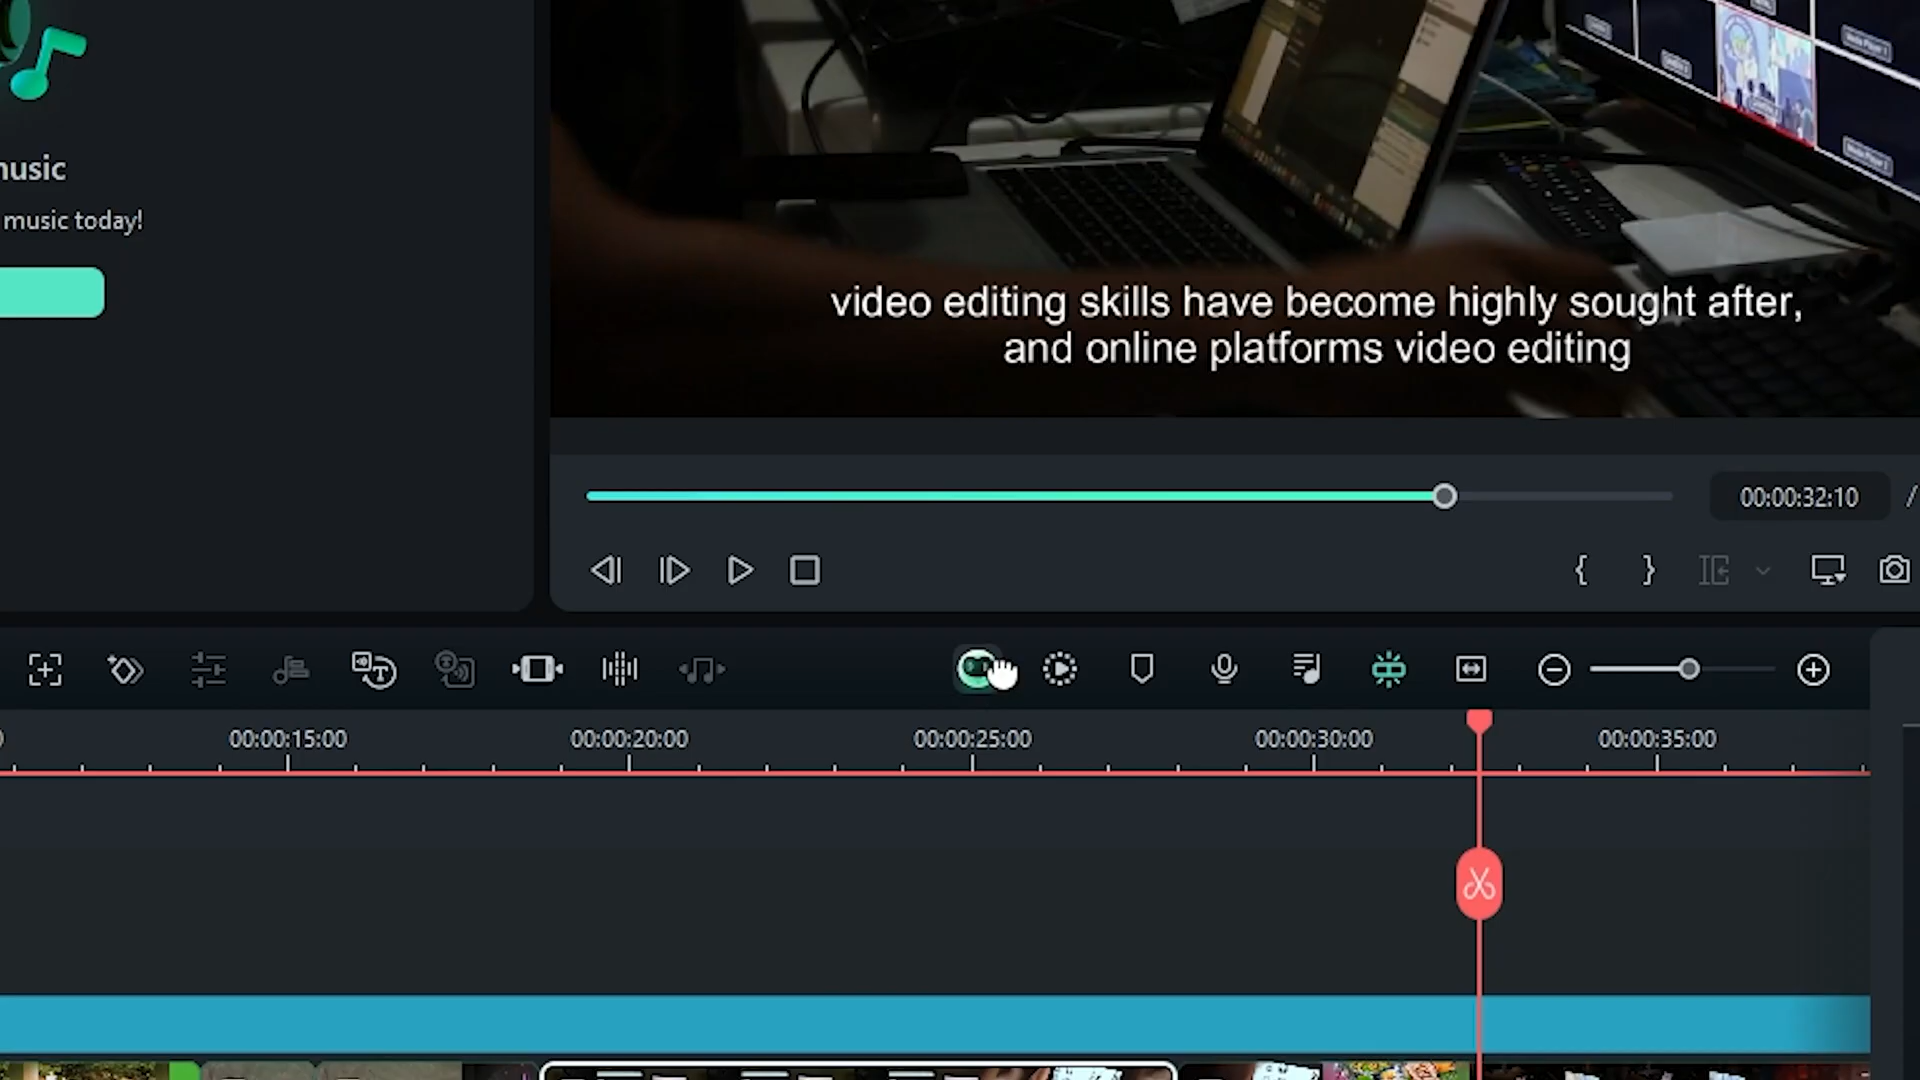 music today!
video editing skills have become highly sought after,
and online platforms video editing
00:00:32:10 /
00:00:15:00
00:00:20:00
00:00:25:00
00:00:30:00
00:00:35:00